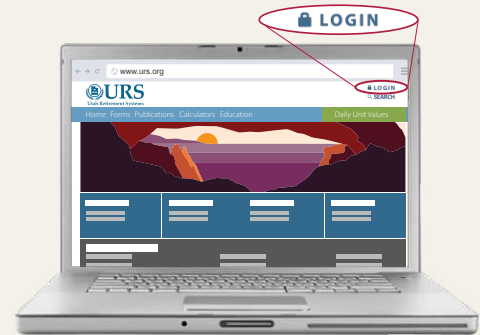 LOGIN
www.urs.org
LOGIN
SEARCH
URS
Utah Retirement Systems
Home Forms Publications Calculators Education Daily Unit Values